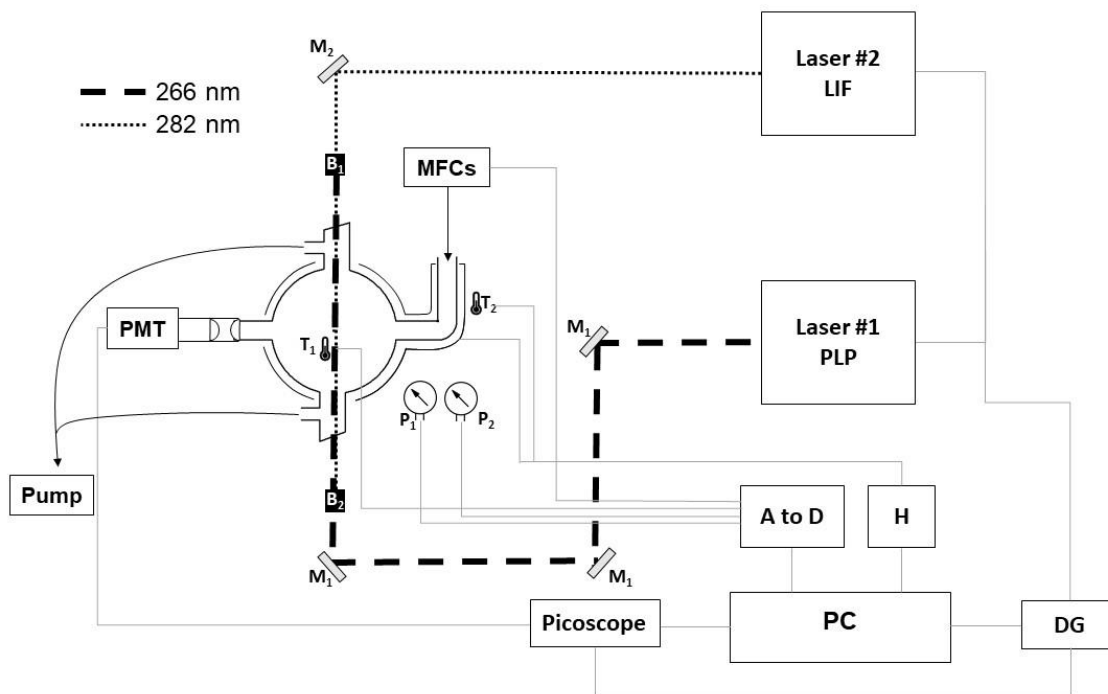 M₂
Laser #2
LIF
266 nm
282 nm
B₁
MFCs
T₂
PMT
T₁
M₁
Laser #1
PLP
P₁
P₂
Pump
B₂
A to D
H
M₁
M₁
Picoscope
PC
DG